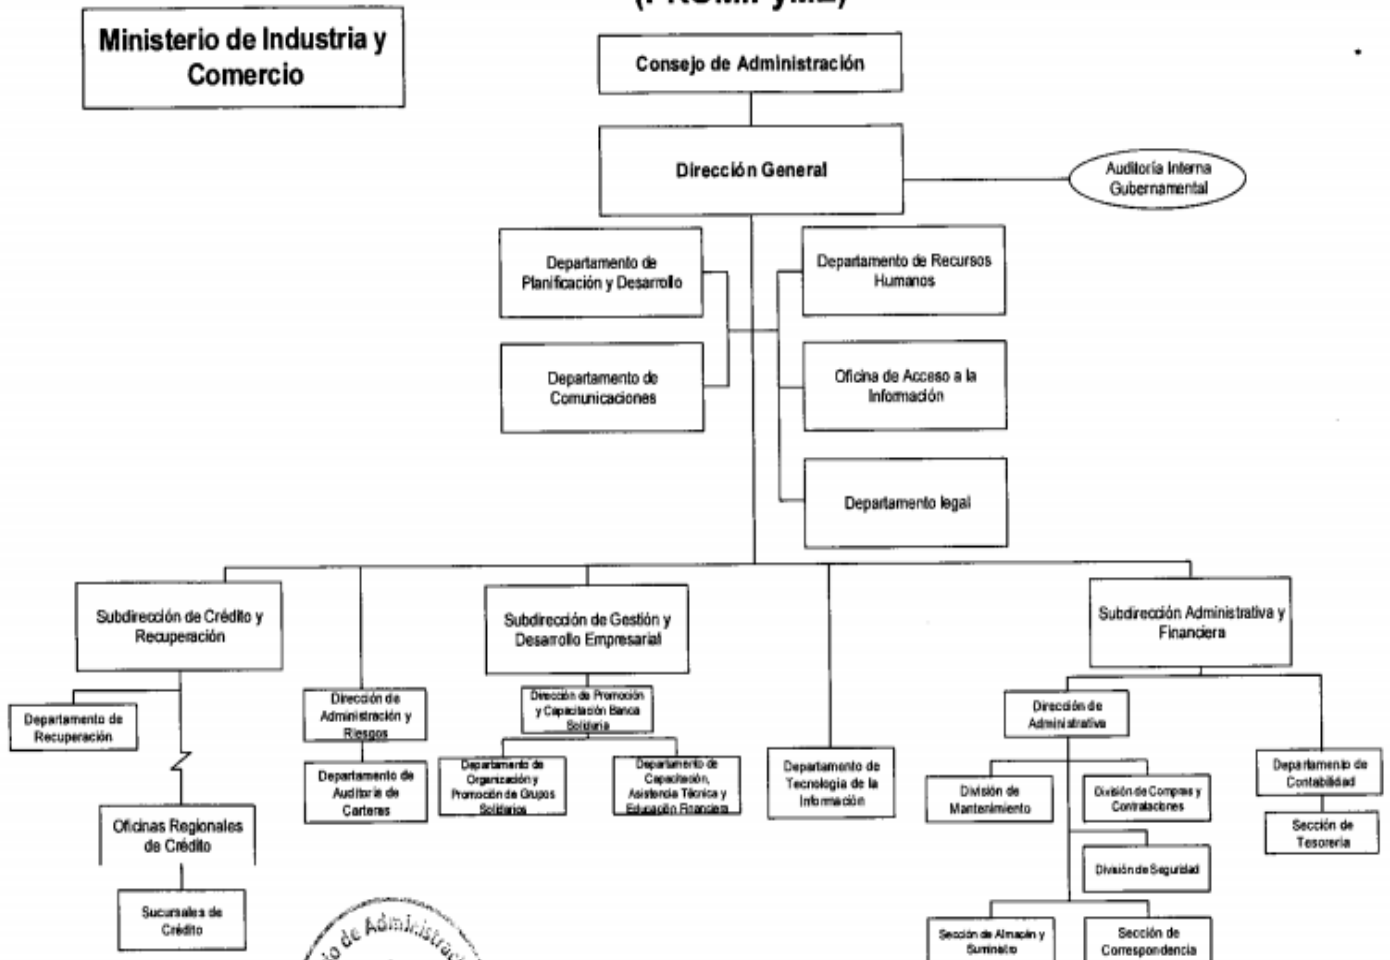 Ministerio de Industria y
Comercio
Consejo de Administración
Dirección General
Auditoría Interna
Gubernamental
Departamento de
Planificación y Desarrollo
Departamento de Recursos
Humanos
Departamento de
Comunicaciones
Oficina de Acceso a la
Información
Departamento legal
Subdirección de Crédito y
Recuperación
Subdirección de Gestión y
Desarrollo Empresarial
Subdirección Administrativa y
Financiera
Departamento de
Recuperación
Dirección de
Administración y
Riesgos
Dirección de Promoción
y Capacitación Banca
Solidaria
Dirección de
Administrativa
Departamento de
Auditoría de
Carteras
Departamento de
Organización y
Promoción de Grupos
Solidarios
Departamento de
Capacitación,
Asistencia Técnica y
Educación Financiera
Departamento de
Tecnología de la
Información
División de
Mantenimiento
División de Compras y
Contrataciones
Departamento de
Contabilidad
Oficinas Regionales
de Crédito
Sección de
Tesorería
División de Seguridad
Sucursales de
Crédito
Sección de Almacén y
Suministro
Sección de
Correspondencia
de Administrac